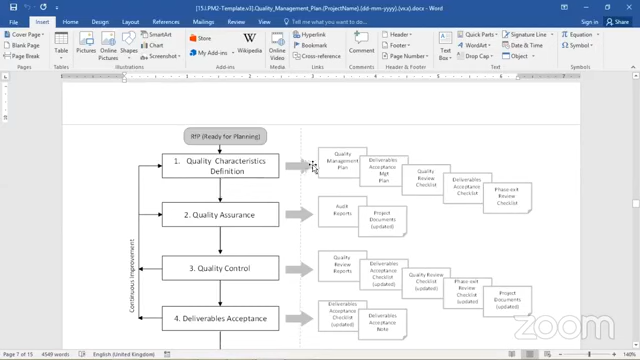 [15.I.PM2-Template.v3].Quality_Management_Plan.[ProjectName].(dd-mm-yyyy).(vx.x).docx - Word
File Home Insert Design Layout References Mailings Review View Tell me what you want to do...
Sign in Share
Cover Page
Blank Page
Page Break
Pages
Table
Tables
Pictures
Online Pictures
Shapes
SmartArt
Chart
Screenshot
Illustrations
Store
My Add-ins
Add-ins
Wikipedia
Online Video
Media
Hyperlink
Bookmark
Cross-reference
Links
Comment
Comments
Header
Footer
Page Number
Header & Footer
Text Box
Quick Parts
WordArt
Drop Cap
Signature Line
Date & Time
Object
Text
Equation
Symbol
Symbols
RfP (Ready for Planning)
1. Quality Characteristics
Definition
2. Quality Assurance
3. Quality Control
4. Deliverables Acceptance
Continuous Improvement
Quality
Management
Plan
Deliverables
Acceptance
Mgt
Plan
Quality
Review
Checklist
Deliverables
Acceptance
Checklist
Phase-exit
Review
Checklist
Audit
Reports
Project
Documents
(updated)
Quality
Review
Reports
Deliverables
Acceptance
Checklist
(updated)
Quality Review
Checklist
(updated)
Phase-exit
Review
Checklist
(updated)
Project
Documents
(updated)
Deliverables
Acceptance
Checklist
(updated)
Deliverables
Acceptance
Note
zoom
Page 7 of 15 4549 words English (United Kingdom)
140%